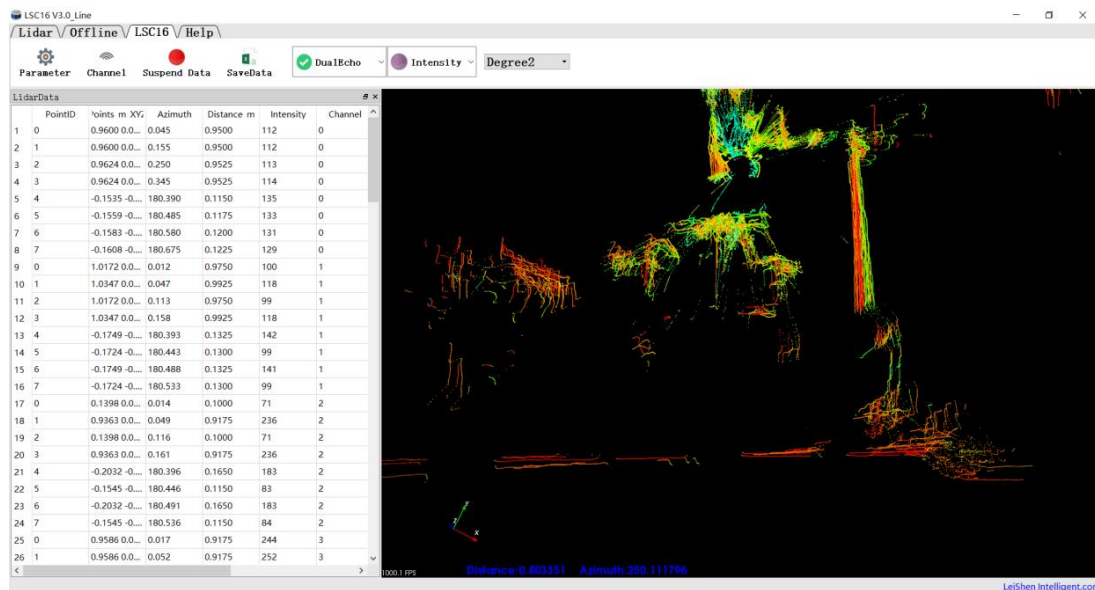 LSC16 V3.0_Line
Lidar Offline LSC16 Help
Parameter Channel Suspend Data SaveData DualEcho Intensity Degree2
LidarData
PointID Points m XYZ Azimuth Distance m Intensity Channel
1 0 0.9600 0.0... 0.045 0.9500 112 0
2 1 0.9600 0.0... 0.155 0.9500 112 0
3 2 0.9624 0.0... 0.250 0.9525 113 0
4 3 0.9624 0.0... 0.345 0.9525 114 0
5 4 -0.1535 -0.... 180.390 0.1150 135 0
6 5 -0.1559 -0.... 180.485 0.1175 133 0
7 6 -0.1583 -0.... 180.580 0.1200 131 0
8 7 -0.1608 -0.... 180.675 0.1225 129 0
9 0 1.0172 0.0... 0.012 0.9750 100 1
10 1 1.0347 0.0... 0.047 0.9925 118 1
11 2 1.0172 0.0... 0.113 0.9750 99 1
12 3 1.0347 0.0... 0.158 0.9925 118 1
13 4 -0.1749 -0.... 180.393 0.1325 142 1
14 5 -0.1724 -0.... 180.443 0.1300 99 1
15 6 -0.1749 -0.... 180.488 0.1325 141 1
16 7 -0.1724 -0.... 180.533 0.1300 99 1
17 0 0.1398 0.0... 0.014 0.1000 71 2
18 1 0.9363 0.0... 0.049 0.9175 236 2
19 2 0.1398 0.0... 0.116 0.1000 71 2
20 3 0.9363 0.0... 0.161 0.9175 236 2
21 4 -0.2032 -0.... 180.396 0.1650 183 2
22 5 -0.1545 -0.... 180.446 0.1150 83 2
23 6 -0.2032 -0.... 180.491 0.1650 183 2
24 7 -0.1545 -0.... 180.536 0.1150 84 2
25 0 0.9586 0.0... 0.017 0.9175 244 3
26 1 0.9586 0.0... 0.052 0.9175 252 3
Y
Z
X
1000.1 FPS
Distance:0.803351 Azimuth:250.111796
LeiShen Intelligent.com